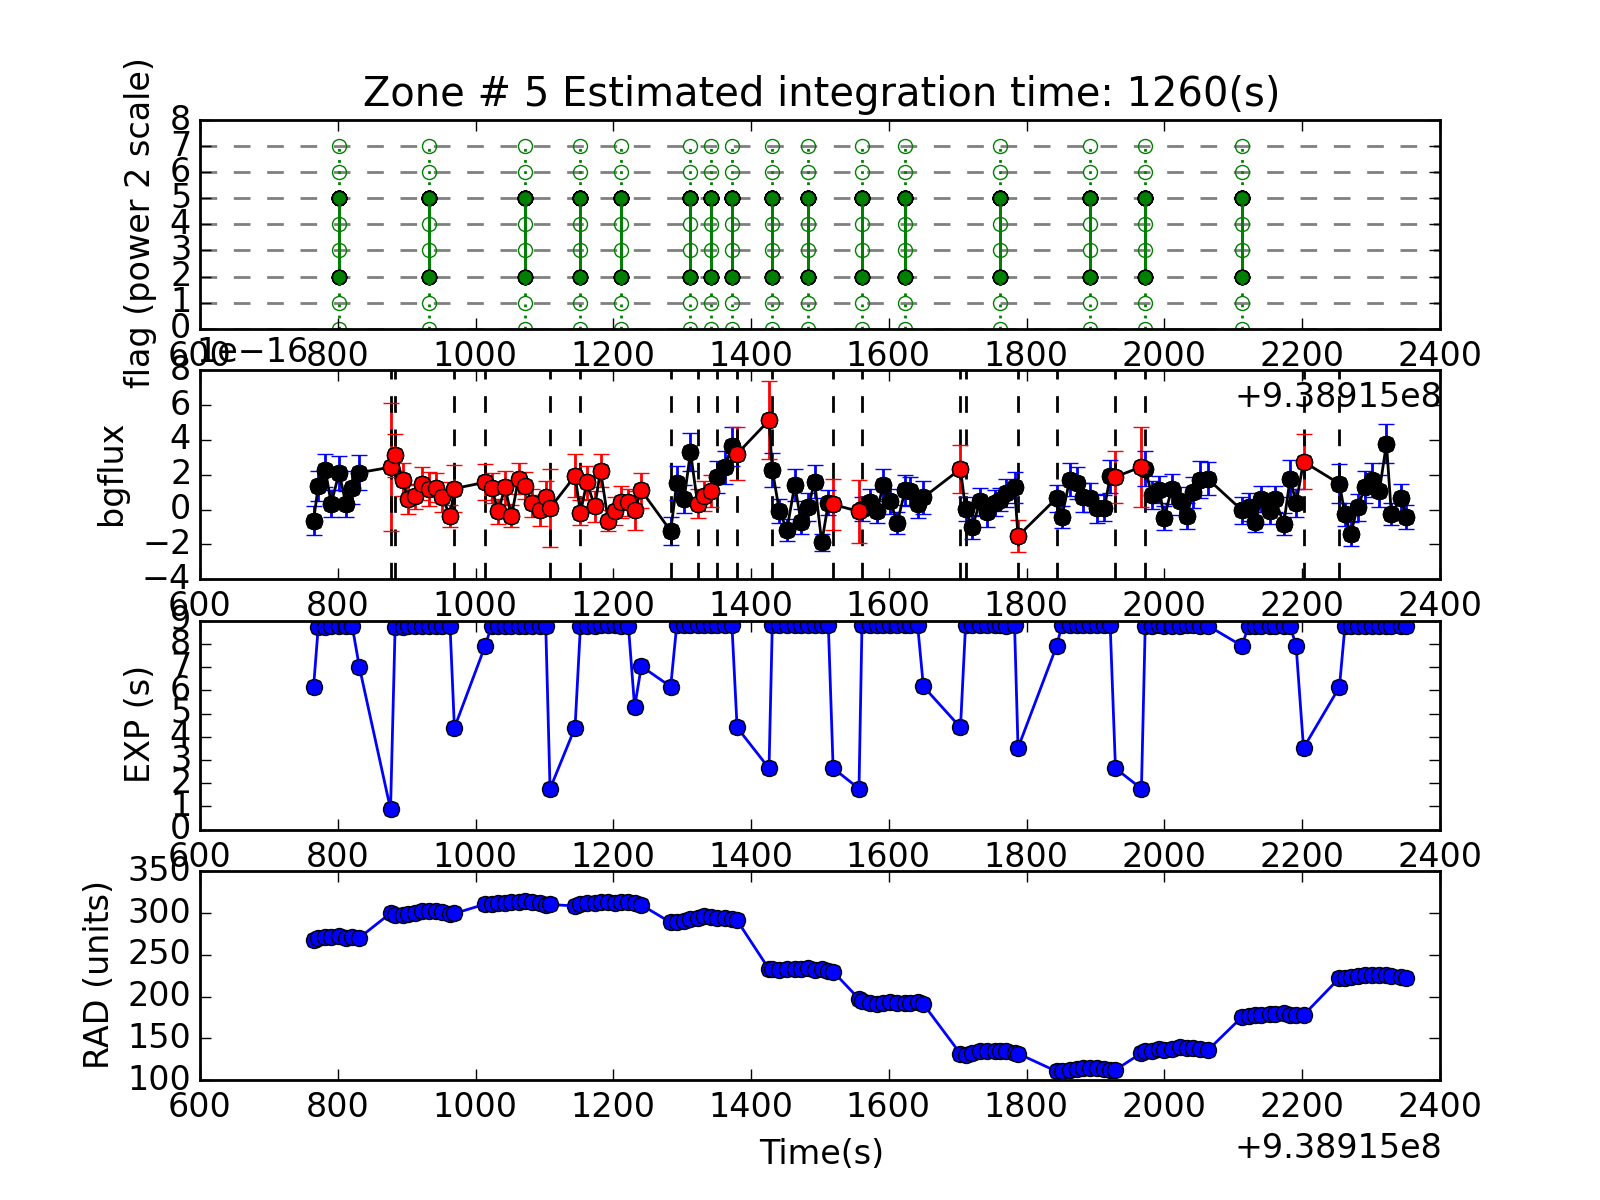 Zone # 5 Estimated integration time: 1260(s)
flag (power 2 scale)
8
7
6
5
4
3
2
1
0
600 800 1000 1200 1400 1600 1800 2000 2200 2400
1e−16
+9.38915e8
bgflux
8
6
4
2
0
−2
−4
600 800 1000 1200 1400 1600 1800 2000 2200 2400
EXP (s)
9
8
7
6
5
4
3
2
1
0
600 800 1000 1200 1400 1600 1800 2000 2200 2400
RAD (units)
350
300
250
200
150
100
600 800 1000 1200 1400 1600 1800 2000 2200 2400
Time(s)
+9.38915e8